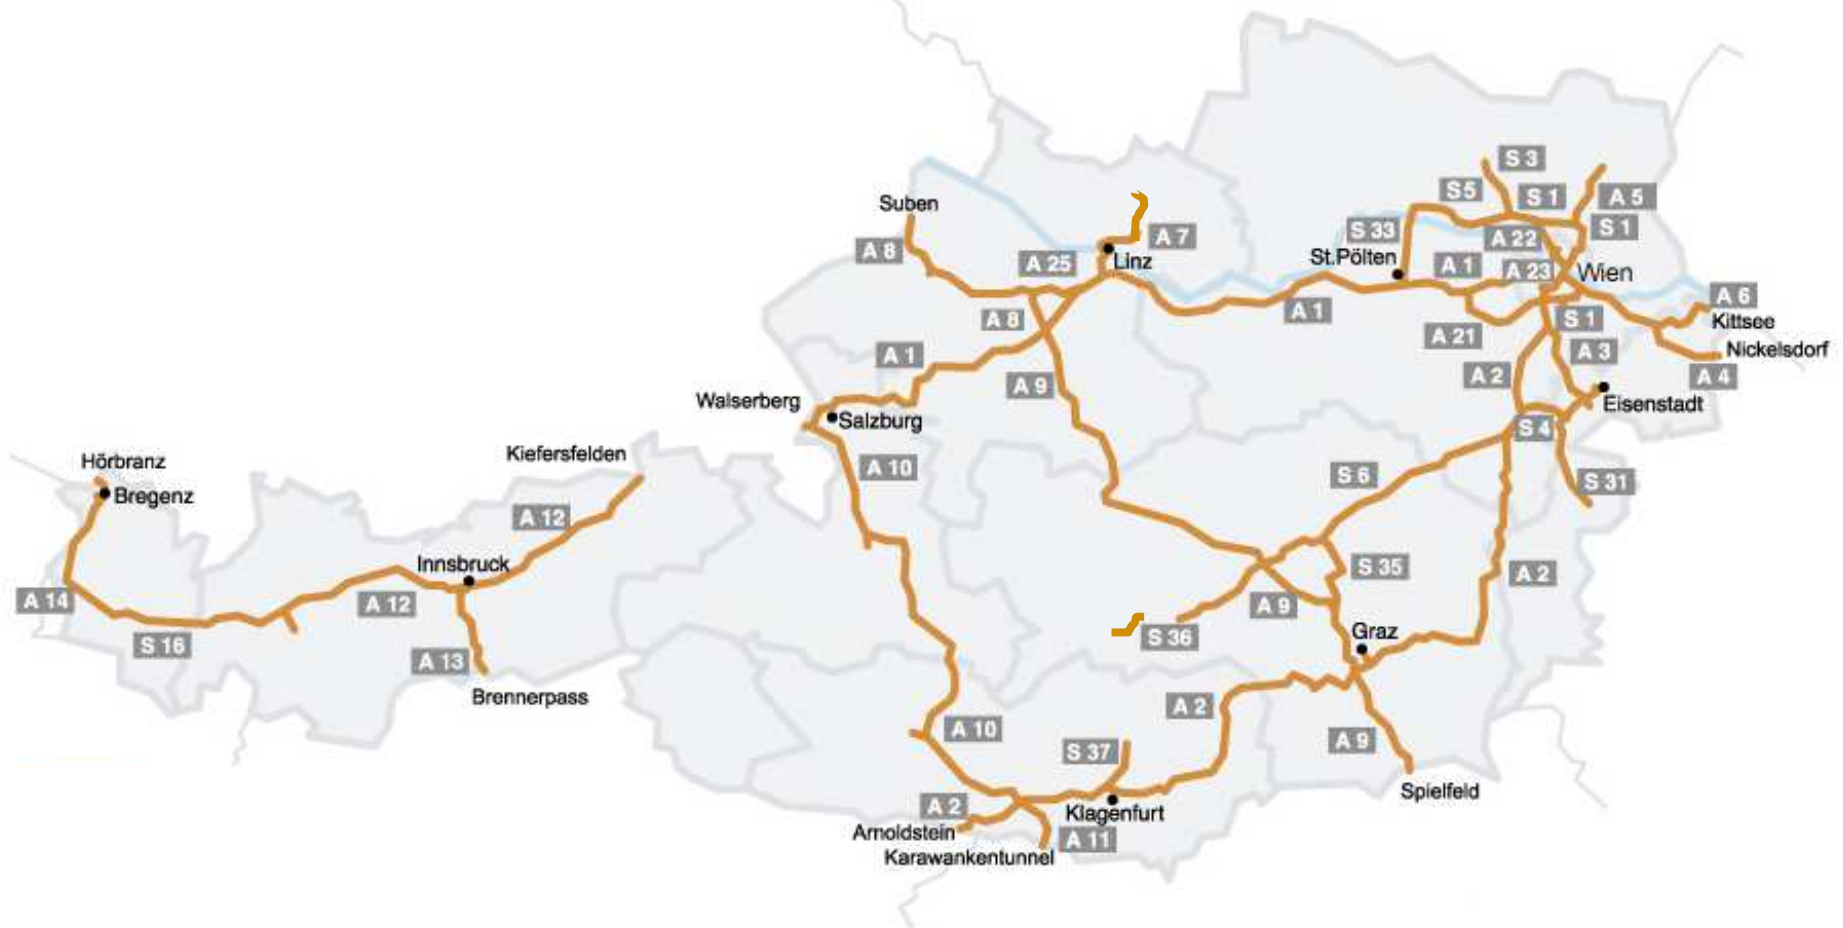 S 3
S5
S 1
A 5
Suben
S 33
A 22
S 1
A 7
A 8
A 25
Linz
St.Pölten
A 1
A 23
Wien
A 6
A 1
A 8
S 1
Kittsee
A 21
A 3
Nickelsdorf
A 1
A 9
A 2
A 4
Walserberg
Salzburg
Eisenstadt
S 4
Kiefersfelden
Hörbranz
Bregenz
A 10
S 6
S 31
A 12
Innsbruck
S 35
A 2
A 14
A 12
A 9
S 16
S 36
Graz
A 13
Brennerpass
A 2
A 10
S 37
A 9
Spielfeld
A 2
Klagenfurt
Arnoldstein
A 11
Karawankentunnel